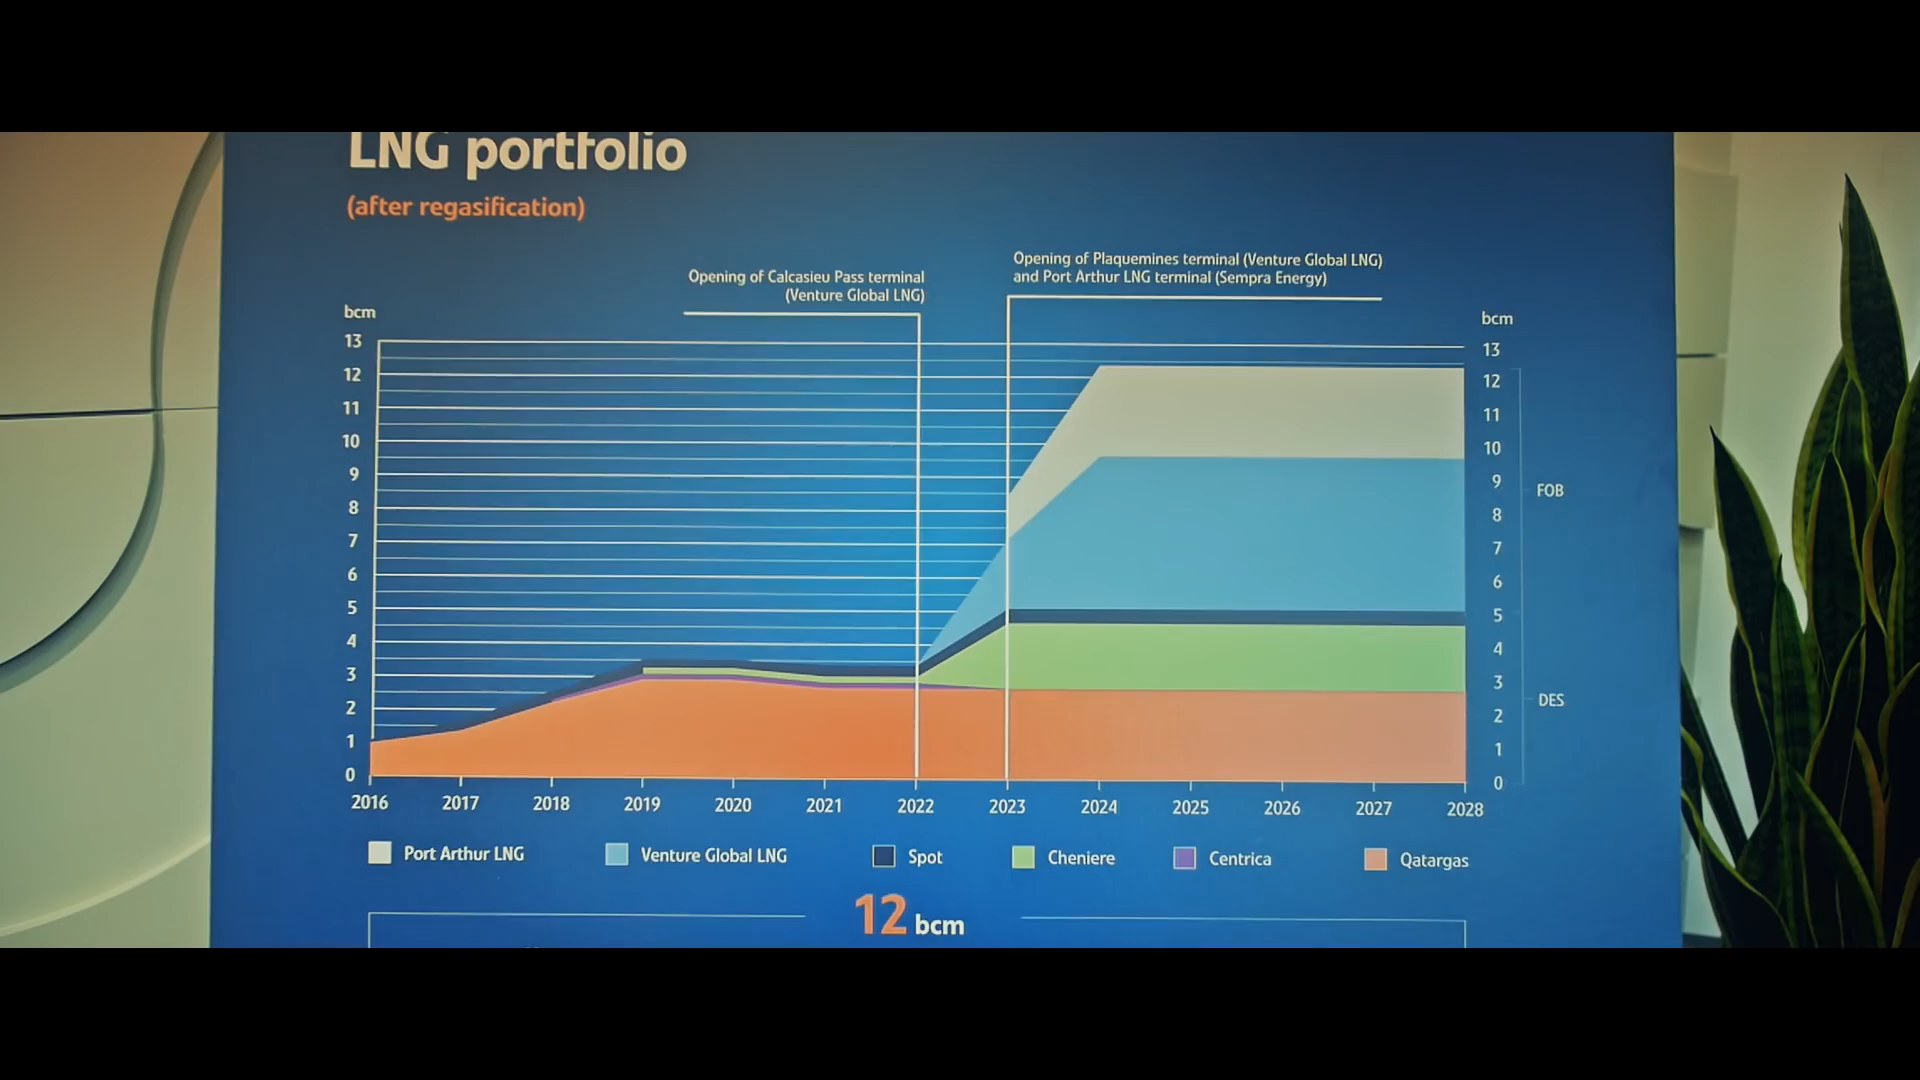 LNG portfolio
(after regasification)
Opening of Calcasieu Pass terminal
(Venture Global LNG)
Opening of Plaquemines terminal (Venture Global LNG)
and Port Arthur LNG terminal (Sempra Energy)
bcm
bcm
13
12
11
10
9
8
7
6
5
4
3
2
1
0
13
12
11
10
9
8
7
6
5
4
3
2
1
0
FOB
DES
2016 2017 2018 2019 2020 2021 2022 2023 2024 2025 2026 2027 2028
Port Arthur LNG Venture Global LNG Spot Cheniere Centrica Qatargas
12 bcm